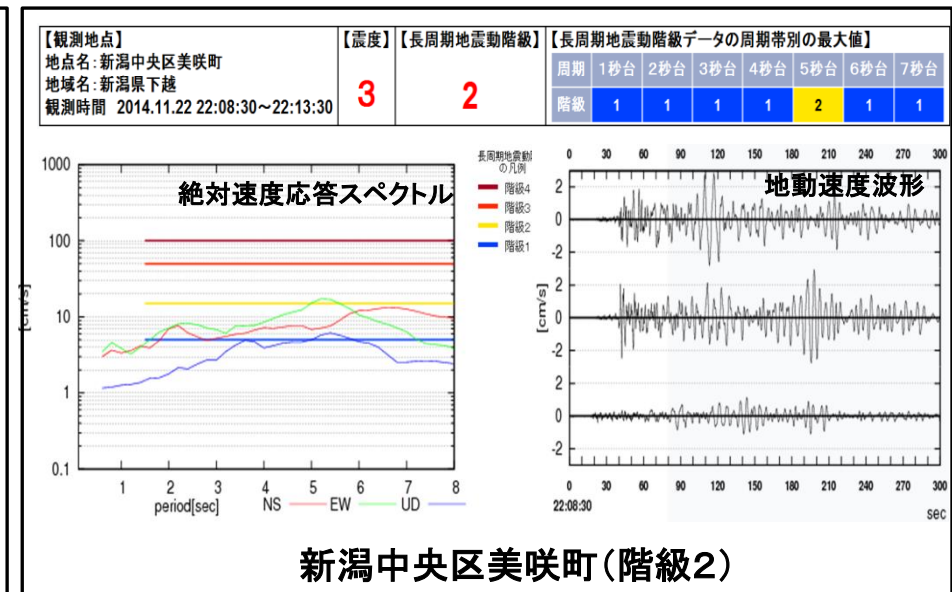 【観測地点】
地点名:新潟中央区美咲町
地域名:新潟県下越
観測時間 2014.11.22 22:08:30～22:13:30
【震度】
3
【長周期地震動階級】
2
【長周期地震動階級データの周期帯別の最大値】
周期 1秒台 2秒台 3秒台 4秒台 5秒台 6秒台 7秒台
階級 1 1 1 1 2 1 1
絶対速度応答スペクトル
1000
100
10
1
0.1
[cm/s]
1 2 3 4 5 6 7 8
period[sec] NS EW UD
長周期地震動
の凡例
階級4
階級3
階級2
階級1
0 30 60 90 120 150 180 210 240 270 300
地動速度波形
2
0
-2
2
0
-2
2
0
-2
[cm/s]
0 30 60 90 120 150 180 210 240 270 300
22:08:30
sec
新潟中央区美咲町(階級2)